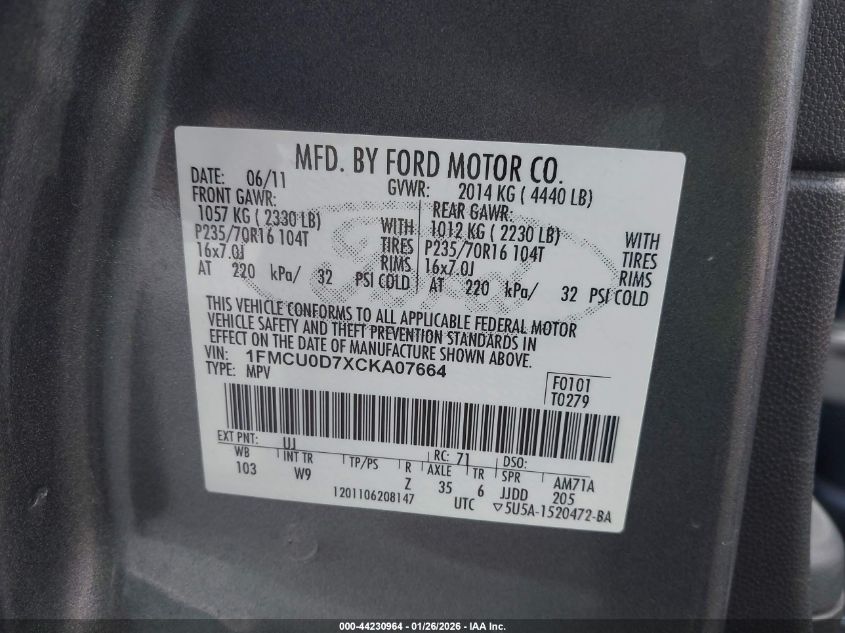 MFD. BY FORD MOTOR CO.
DATE: 06/11 GVWR: 2014 KG ( 4440 LB)
FRONT GAWR: REAR GAWR:
1057 KG ( 2330 LB) WITH 1012 KG ( 2230 LB) WITH
P235/70R16 104T TIRES P235/70R16 104T TIRES
16x7.0J RIMS 16x7.0J RIMS
AT 220 kPa/ 32 PSI COLD AT 220 kPa/ 32 PSI COLD
THIS VEHICLE CONFORMS TO ALL APPLICABLE FEDERAL MOTOR
VEHICLE SAFETY AND THEFT PREVENTION STANDARDS IN
EFFECT ON THE DATE OF MANUFACTURE SHOWN ABOVE.
VIN: 1FMCU0D7XCKA07664
TYPE: MPV
F0101
T0279
EXT PNT: UJ RC: 71 DSO:
WB INT TR TP/PS R AXLE TR SPR AM71A
103 W9 Z 35 6 JJDD 205
1201106208147 UTC ▽5U5A-1520472-BA
000-44230964 - 01/26/2026 - IAA Inc.